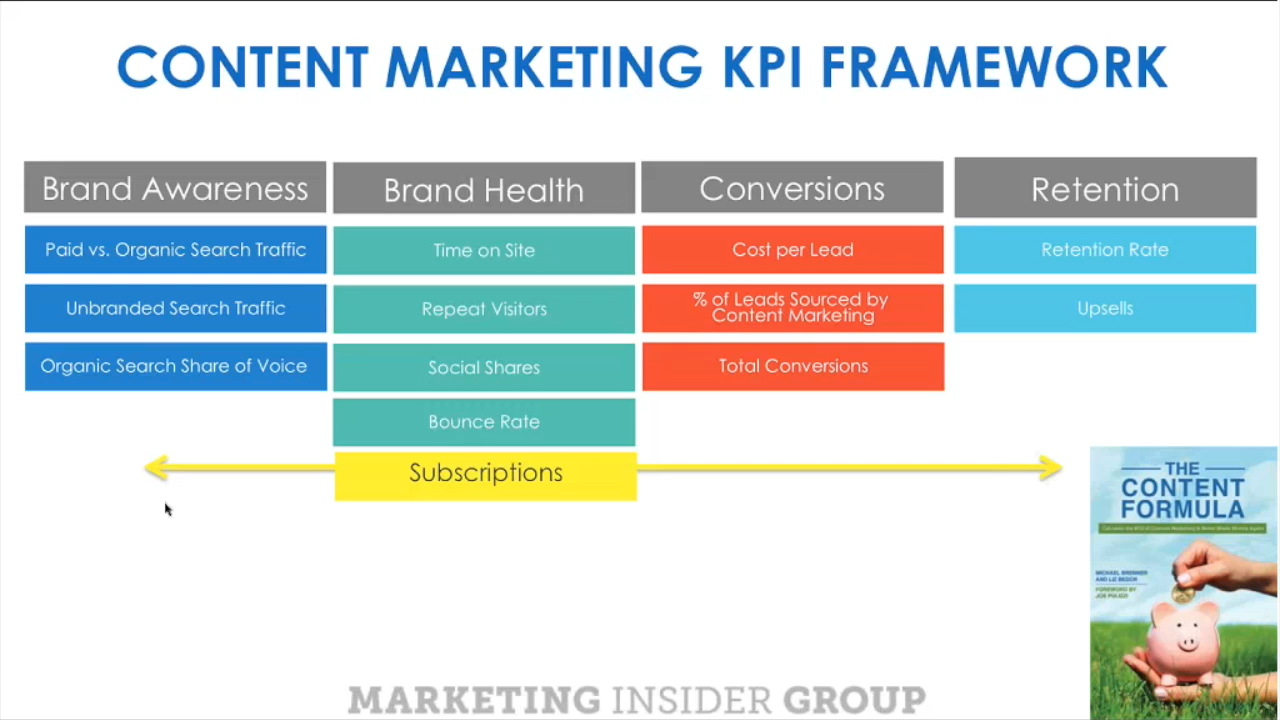 CONTENT MARKETING KPI FRAMEWORK
Brand Awareness
Paid vs. Organic Search Traffic
Unbranded Search Traffic
Organic Search Share of Voice
Brand Health
Time on Site
Repeat Visitors
Social Shares
Bounce Rate
Subscriptions
Conversions
Cost per Lead
% of Leads Sourced by
Content Marketing
Total Conversions
Retention
Retention Rate
Upsells
THE
CONTENT
FORMULA
MICHAEL BRENNER
AND LIZ BEDOR
FOREWORD BY
JOE PULIZZI
MARKETING INSIDER GROUP